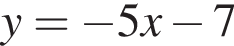 y = −5x − 7